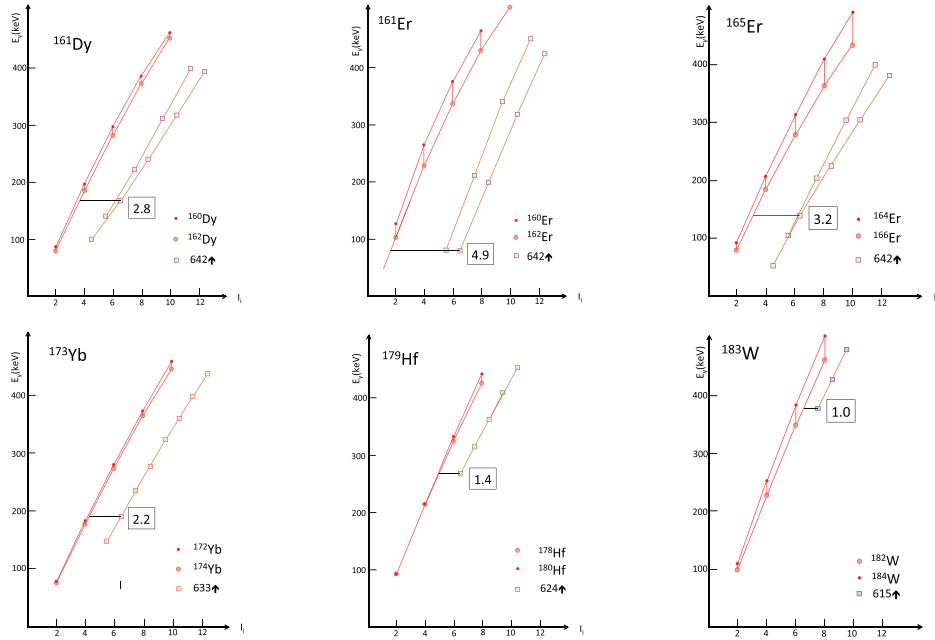 E_γ(keV)
¹⁶¹Dy
400
300
200
100
2.8
¹⁶⁰Dy
¹⁶²Dy
642↑
2 4 6 8 10 12 I_i
E_γ(keV)
¹⁶¹Er
400
300
200
100
4.9
¹⁶⁰Er
¹⁶²Er
642↑
2 4 6 8 10 12 I_i
(keV)
¹⁶⁵Er
400
300
200
100
3.2
¹⁶⁴Er
¹⁶⁶Er
642↑
2 4 6 8 10 12 I
E_γ(keV)
¹⁷³Yb
400
300
200
100
2.2
¹⁷²Yb
¹⁷⁴Yb
633↑
I
2 4 6 8 10 12 I_i
E_γ(keV)
¹⁷⁹Hf
400
300
200
100
1.4
¹⁷⁸Hf
¹⁸⁰Hf
624↑
2 4 6 8 10 12 I_i
E_γ(keV)
¹⁸³W
400
300
200
100
1.0
¹⁸²W
¹⁸⁴W
615↑
2 4 6 8 10 12 I_i